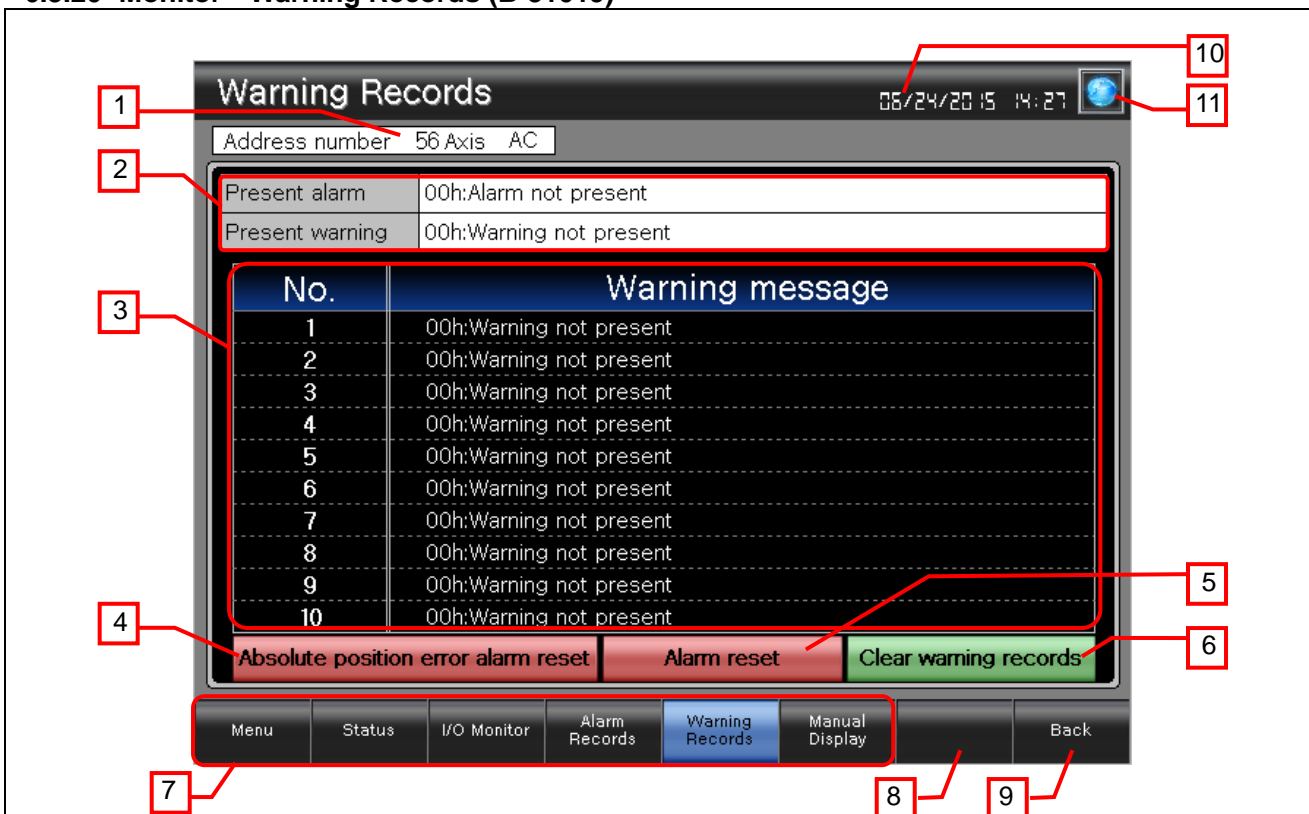 10
Warning Records 06/24/2015 14:27
11
1
Address number 56 Axis AC
2
Present alarm 00h:Alarm not present
Present warning 00h:Warning not present
3
No. Warning message
1 00h:Warning not present
2 00h:Warning not present
3 00h:Warning not present
4 00h:Warning not present
5 00h:Warning not present
6 00h:Warning not present
7 00h:Warning not present
8 00h:Warning not present
9 00h:Warning not present
10 00h:Warning not present
5
4
Absolute position error alarm reset Alarm reset Clear warning records
6
Menu Status I/O Monitor Alarm Records Warning Records Manual Display Back
7 8 9